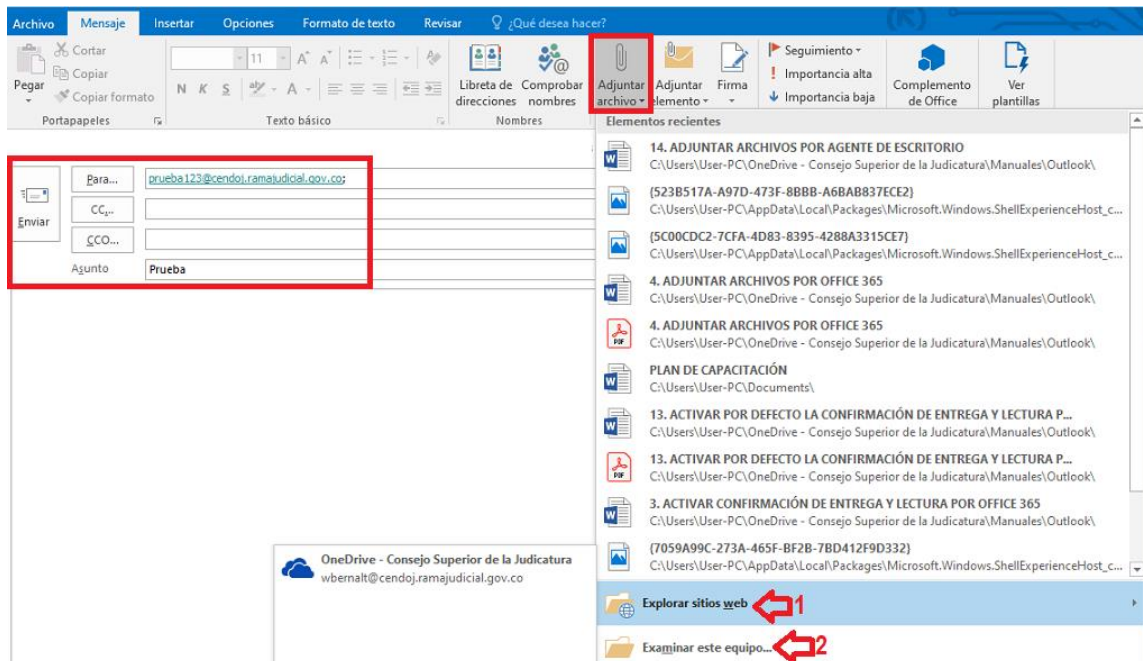 Archivo Mensaje Insertar Opciones Formato de texto Revisar ¿Qué desea hacer?
Pegar
Cortar
Copiar
Copiar formato
Portapapeles
11 A A
N K S aby A
Texto básico
Libreta de direcciones
Comprobar nombres
Nombres
Adjuntar archivo
Adjuntar elemento
Firma
Seguimiento
Importancia alta
Importancia baja
Complemento de Office
Ver plantillas
Enviar
Para... prueba123@cendoj.ramajudicial.gov.co;
CC...
CCO...
Asunto Prueba
Elementos recientes
14. ADJUNTAR ARCHIVOS POR AGENTE DE ESCRITORIO
C:\Users\User-PC\OneDrive - Consejo Superior de la Judicatura\Manuales\Outlook\
{523B517A-A97D-473F-8BBB-A6BAB837ECE2}
C:\Users\User-PC\AppData\Local\Packages\Microsoft.Windows.ShellExperienceHost_c...
{5C00CDC2-7CFA-4D83-8395-4288A3315CE7}
C:\Users\User-PC\AppData\Local\Packages\Microsoft.Windows.ShellExperienceHost_c...
4. ADJUNTAR ARCHIVOS POR OFFICE 365
C:\Users\User-PC\OneDrive - Consejo Superior de la Judicatura\Manuales\Outlook\
4. ADJUNTAR ARCHIVOS POR OFFICE 365
C:\Users\User-PC\OneDrive - Consejo Superior de la Judicatura\Manuales\Outlook\
PLAN DE CAPACITACIÓN
C:\Users\User-PC\Documents\
13. ACTIVAR POR DEFECTO LA CONFIRMACIÓN DE ENTREGA Y LECTURA P...
C:\Users\User-PC\OneDrive - Consejo Superior de la Judicatura\Manuales\Outlook\
13. ACTIVAR POR DEFECTO LA CONFIRMACIÓN DE ENTREGA Y LECTURA P...
C:\Users\User-PC\OneDrive - Consejo Superior de la Judicatura\Manuales\Outlook\
3. ACTIVAR CONFIRMACIÓN DE ENTREGA Y LECTURA POR OFFICE 365
C:\Users\User-PC\OneDrive - Consejo Superior de la Judicatura\Manuales\Outlook\
{7059A99C-273A-465F-BF2B-7BD412F9D332}
C:\Users\User-PC\AppData\Local\Packages\Microsoft.Windows.ShellExperienceHost_c...
OneDrive - Consejo Superior de la Judicatura
wbernalt@cendoj.ramajudicial.gov.co
Explorar sitios web 1
Examinar este equipo... 2
PDF
PDF